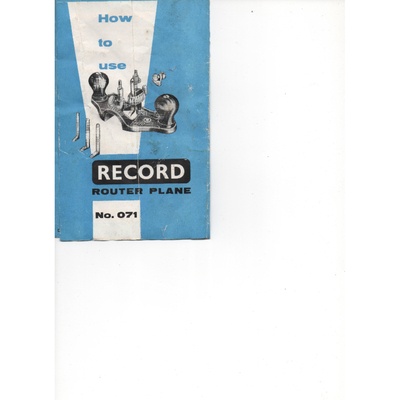 How
to
use
RECORD
ROUTER PLANE
No. 071